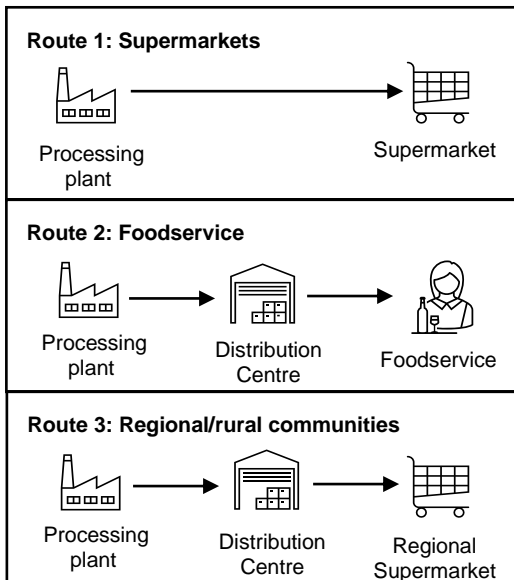 Route 1: Supermarkets
Processing
plant
Supermarket
Route 2: Foodservice
Processing
plant
Distribution
Centre
Foodservice
Route 3: Regional/rural communities
Processing
plant
Distribution
Centre
Regional
Supermarket